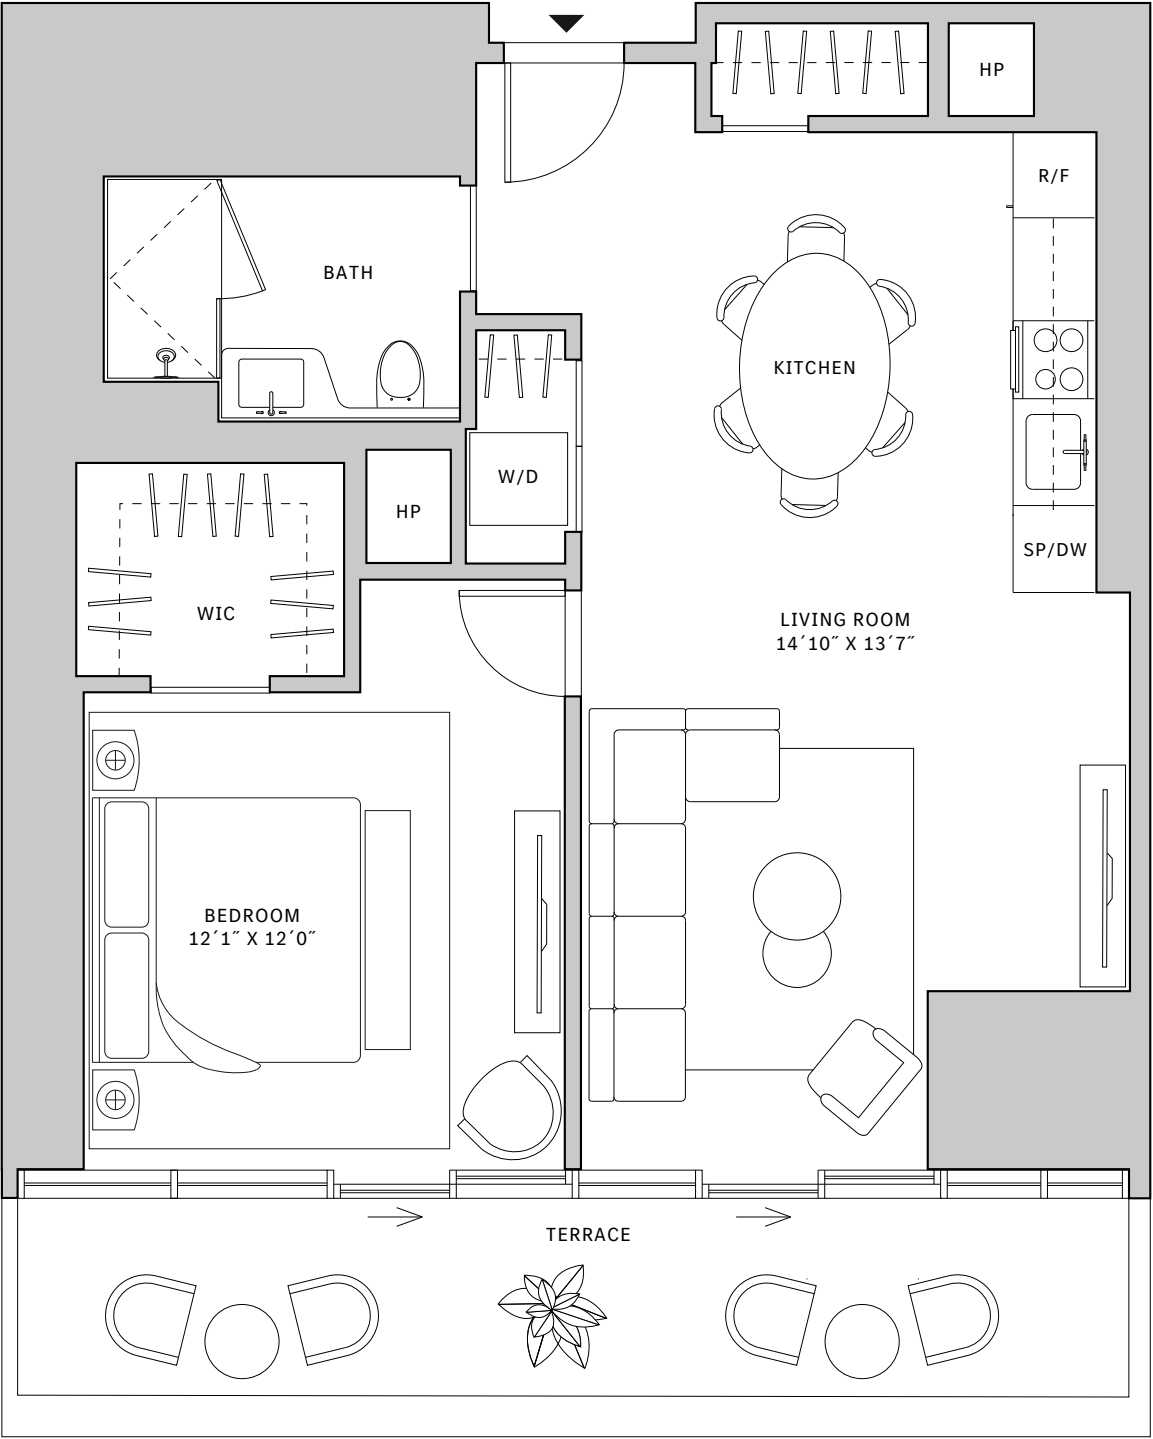 HP
R/F
BATH
KITCHEN
W/D
HP
SP/DW
WIC
LIVING ROOM
14´10˝ X 13´7˝
BEDROOM
12´1˝ X 12´0˝
TERRACE